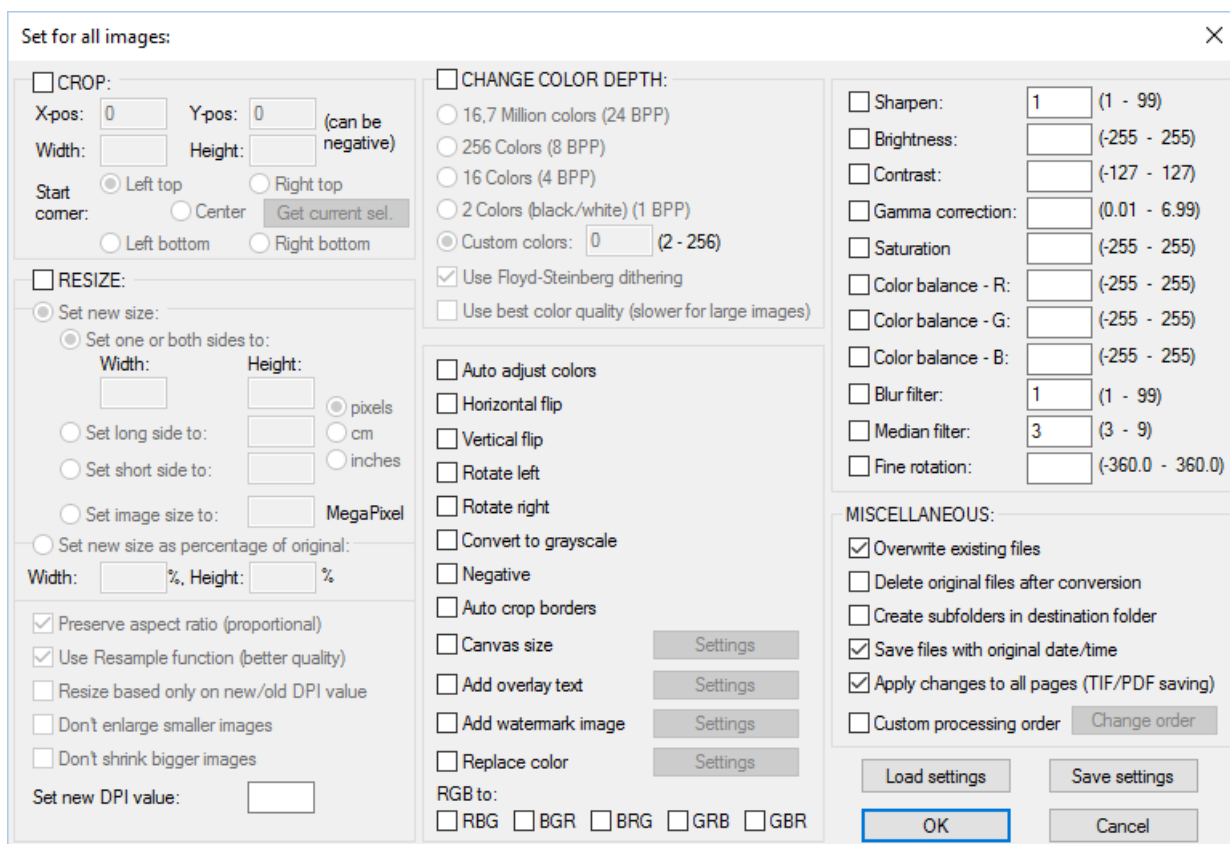 Set for all images:
CROP:
X-pos: 0 Y-pos: 0 (can be negative)
Width: Height:
Start corner:
Left top Right top
Center Get current sel.
Left bottom Right bottom
RESIZE:
Set new size:
Set one or both sides to:
Width: Height:
pixels
Set long side to: cm
Set short side to: inches
Set image size to: MegaPixel
Set new size as percentage of original:
Width: %, Height: %
Preserve aspect ratio (proportional)
Use Resample function (better quality)
Resize based only on new/old DPI value
Don't enlarge smaller images
Don't shrink bigger images
Set new DPI value:
CHANGE COLOR DEPTH:
16,7 Million colors (24 BPP)
256 Colors (8 BPP)
16 Colors (4 BPP)
2 Colors (black/white) (1 BPP)
Custom colors: 0 (2 - 256)
Use Floyd-Steinberg dithering
Use best color quality (slower for large images)
Auto adjust colors
Horizontal flip
Vertical flip
Rotate left
Rotate right
Convert to grayscale
Negative
Auto crop borders
Canvas size Settings
Add overlay text Settings
Add watermark image Settings
Replace color Settings
RGB to:
RBG BGR BRG GRB GBR
Sharpen: 1 (1 - 99)
Brightness: (-255 - 255)
Contrast: (-127 - 127)
Gamma correction: (0.01 - 6.99)
Saturation (-255 - 255)
Color balance - R: (-255 - 255)
Color balance - G: (-255 - 255)
Color balance - B: (-255 - 255)
Blur filter: 1 (1 - 99)
Median filter: 3 (3 - 9)
Fine rotation: (-360.0 - 360.0)
MISCELLANEOUS:
Overwrite existing files
Delete original files after conversion
Create subfolders in destination folder
Save files with original date/time
Apply changes to all pages (TIF/PDF saving)
Custom processing order Change order
Load settings Save settings
OK Cancel